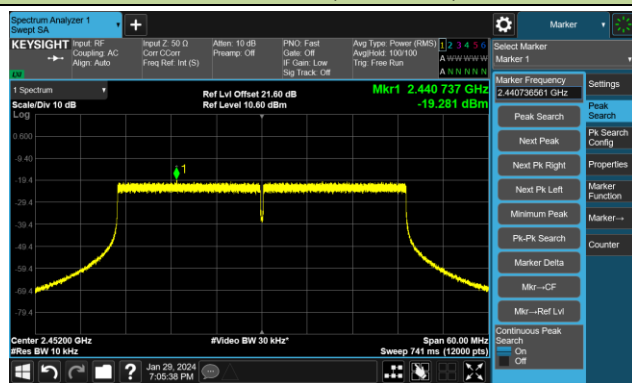 Spectrum Analyzer 1
Swept SA
+
Marker
KEYSIGHT
Input: RF
Coupling: AC
Align: Auto
Input Z: 50 Ω
Corr CCorr
Freq Ref: Int (S)
Atten: 10 dB
Preamp: Off
PNO: Fast
Gate: Off
IF Gain: Low
Sig Track: Off
Avg Type: Power (RMS)
Avg|Hold: 100/100
Trig: Free Run
1 2 3 4 5 6
A W W W W W
A N N N N N
Select Marker
Marker 1
LW
1 Spectrum
Scale/Div 10 dB
Log
Ref Lvl Offset 21.60 dB
Ref Level 10.60 dBm
Mkr1 2.440 737 GHz
-19.281 dBm
0.600
-9.40
-19.4
-29.4
-39.4
-49.4
-59.4
-69.4
-79.4
1
Center 2.45200 GHz
#Res BW 10 kHz
#Video BW 30 kHz*
Span 60.00 MHz
Sweep 741 ms (12000 pts)
Marker Frequency
2.440736561 GHz
Peak Search
Next Peak
Next Pk Right
Next Pk Left
Minimum Peak
Pk-Pk Search
Marker Delta
Mkr→CF
Mkr→Ref Lvl
Continuous Peak
Search
On
Off
Settings
Peak
Search
Pk Search
Config
Properties
Marker
Function
Marker→
Counter
?
Jan 29, 2024
7:05:38 PM